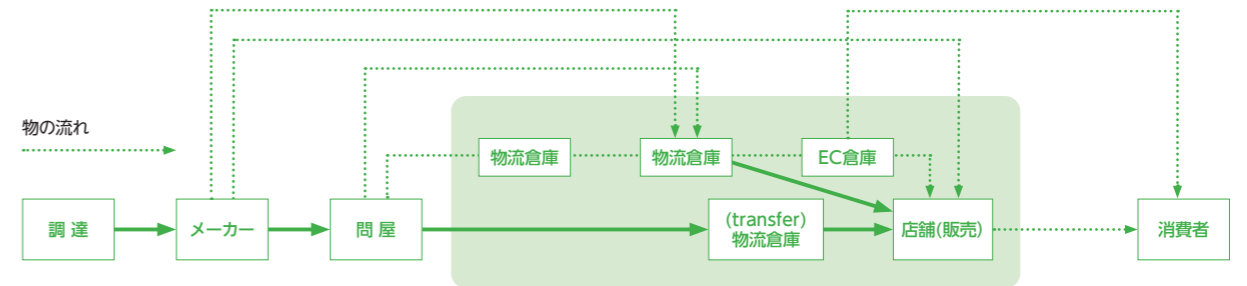 物の流れ
物流倉庫
物流倉庫
EC倉庫
調達
メーカー
問屋
(transfer)
物流倉庫
店舗(販売)
消費者